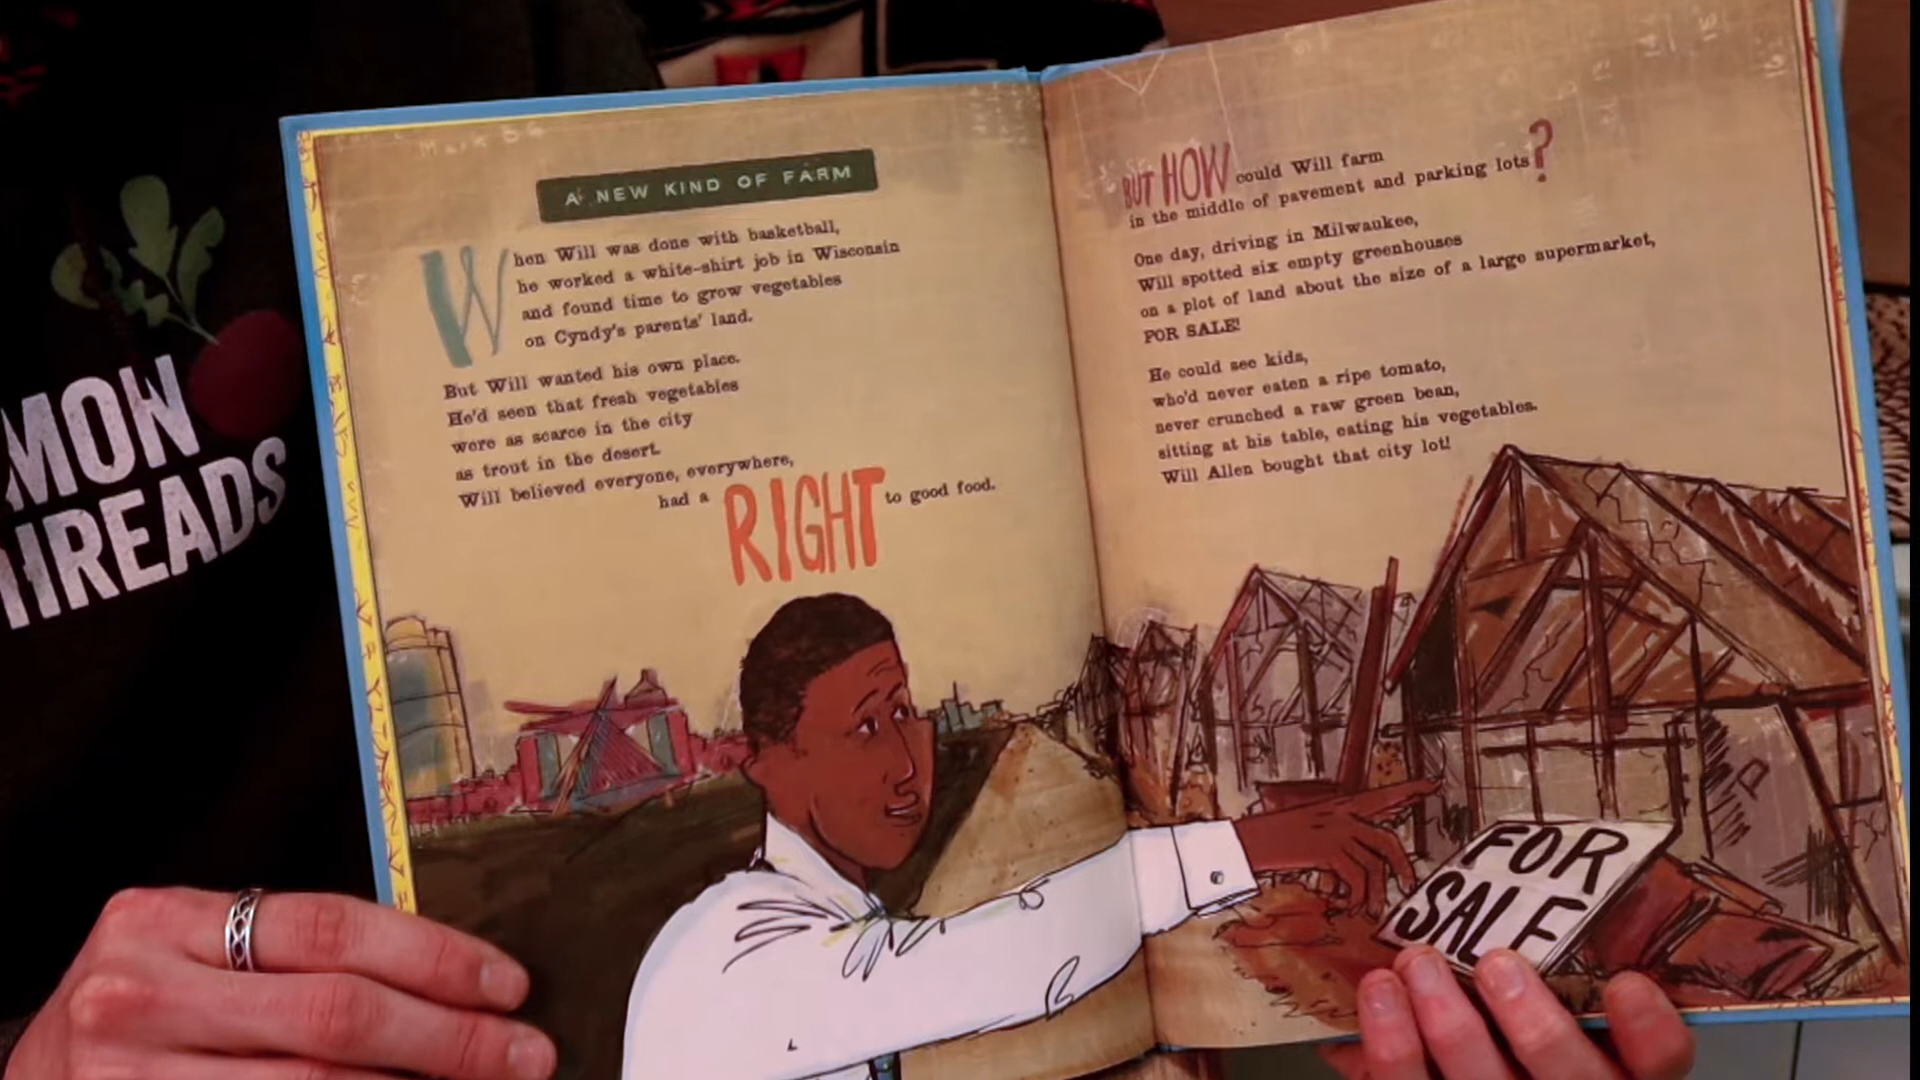 MON
THREADS
A NEW KIND OF FARM
When Will was done with basketball,
he worked a white-shirt job in Wisconsin
and found time to grow vegetables
on Cyndy's parents' land.
But Will wanted his own place.
He'd seen that fresh vegetables
were as scarce in the city
as trout in the desert.
Will believed everyone, everywhere,
had a RIGHT to good food.
BUT HOW could Will farm
in the middle of pavement and parking lots?
One day, driving in Milwaukee,
Will spotted six empty greenhouses
on a plot of land about the size of a large supermarket,
FOR SALE!
He could see kids,
who'd never eaten a ripe tomato,
never crunched a raw green bean,
sitting at his table, eating his vegetables.
Will Allen bought that city lot!
FOR
SALE